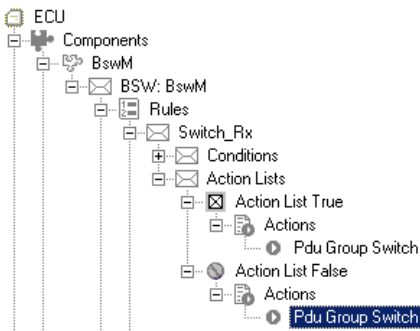 ECU
Components
BswM
BSW: BswM
Rules
Switch_Rx
Conditions
Action Lists
Action List True
Actions
Pdu Group Switch
Action List False
Actions
Pdu Group Switch